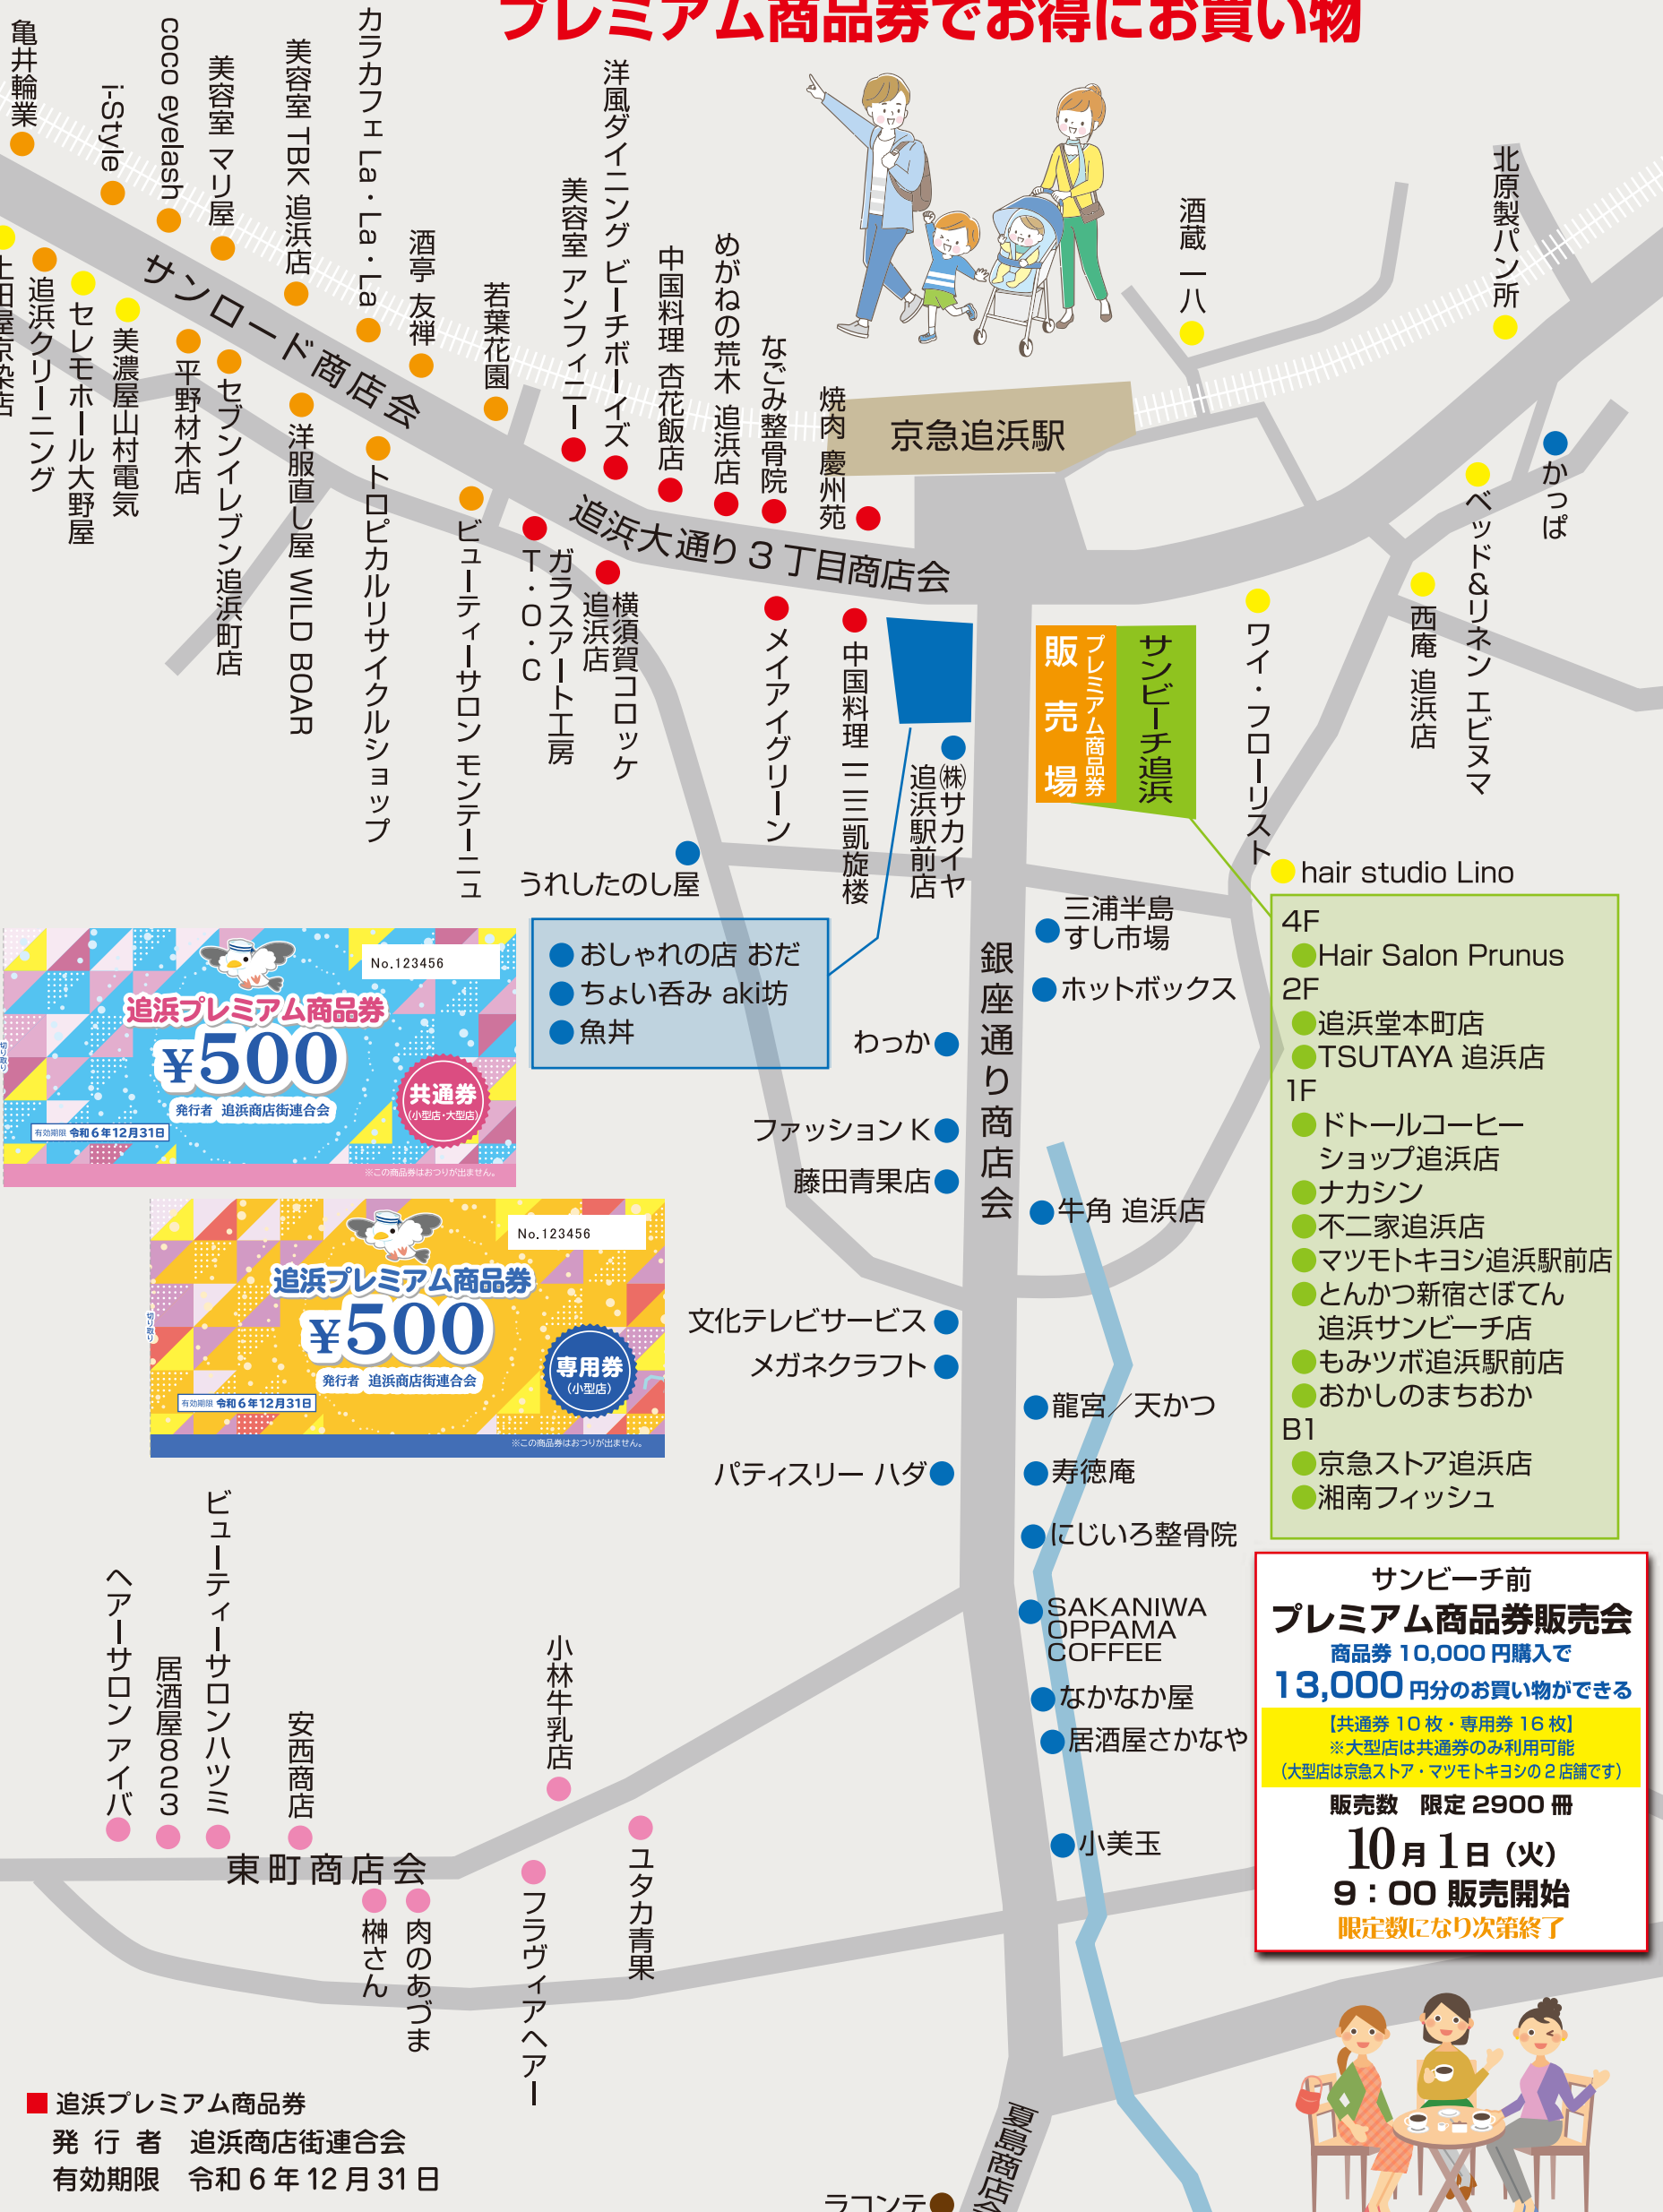 プレミアム商品券でお得にお買い物
亀井輪業
i-Style
coco eyelash
美容室 マリ屋
美容室 TBK 追浜店
カラカフェ La・La・La
酒亭 友禅
若葉花園
美容室 アンフィニー
洋風ダイニング ビーチボーイズ
中国料理 杏花飯店
めがねの荒木 追浜店
なごみ整骨院
焼肉 慶州苑
京急追浜駅
酒蔵 一八
北原製パン所
サンロード商店会
追浜大通り3丁目商店会
追浜クリーニング
セレモホール大野屋
美濃屋山村電気
平野材木店
セブンイレブン追浜町店
洋服直し屋 WILD BOAR
トロピカルリサイクルショップ
ビューティーサロン モンテーニュ
T・O・C
ガラスアート工房
横須賀コロッケ
追浜店
メイアイグリーン
中国料理 一二三凱旋楼
㈱サカイヤ
追浜駅前店
プレミアム商品券
販売場
サンビーチ追浜
ワイ・フローリスト
西庵 追浜店
ベッド&リネン エビヌマ
かっぱ
hair studio Lino
うれしたのし屋
おしゃれの店 おだ
ちょい呑み aki坊
魚丼
銀座通り商店会
三浦半島
すし市場
ホットボックス
わっか
ファッションK
藤田青果店
牛角 追浜店
文化テレビサービス
メガネクラフト
龍宮/天かつ
パティスリー ハダ
寿徳庵
にじいろ整骨院
SAKANIWA
OPPAMA
COFFEE
なかなか屋
居酒屋さかなや
小美玉
4F
Hair Salon Prunus
2F
追浜堂本町店
TSUTAYA 追浜店
1F
ドトールコーヒー
ショップ追浜店
ナカシン
不二家追浜店
マツモトキヨシ追浜駅前店
とんかつ新宿さぼてん
追浜サンビーチ店
もみツボ追浜駅前店
おかしのまちおか
B1
京急ストア追浜店
湘南フィッシュ
No.123456
追浜プレミアム商品券
¥500
発行者 追浜商店街連合会
共通券
(小型店・大型店)
有効期限 令和6年12月31日
※この商品券はおつりが出ません。
切り取り
No.123456
追浜プレミアム商品券
¥500
発行者 追浜商店街連合会
専用券
(小型店)
有効期限 令和6年12月31日
※この商品券はおつりが出ません。
切り取り
サンビーチ前
プレミアム商品券販売会
商品券 10,000 円購入で
13,000 円分のお買い物ができる
【共通券 10 枚・専用券 16 枚】
※大型店は共通券のみ利用可能
(大型店は京急ストア・マツモトキヨシの 2 店舗です)
販売数 限定 2900 冊
10月1日(火)
9:00 販売開始
限定数になり次第終了
ヘアーサロン アイバ
居酒屋823
ビューティーサロンハツミ
安西商店
小林牛乳店
ユタカ青果
東町商店会
榊さん
肉のあづま
フラヴィアヘアー
夏島商店会
ラコンテ
追浜プレミアム商品券
発行者 追浜商店街連合会
有効期限 令和6年12月31日